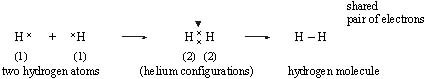 shared
pair of electrons
H× + ×H → H ×× H → H – H
(1) (1) (2) (2)
two hydrogen atoms (helium configurations) hydrogen molecule